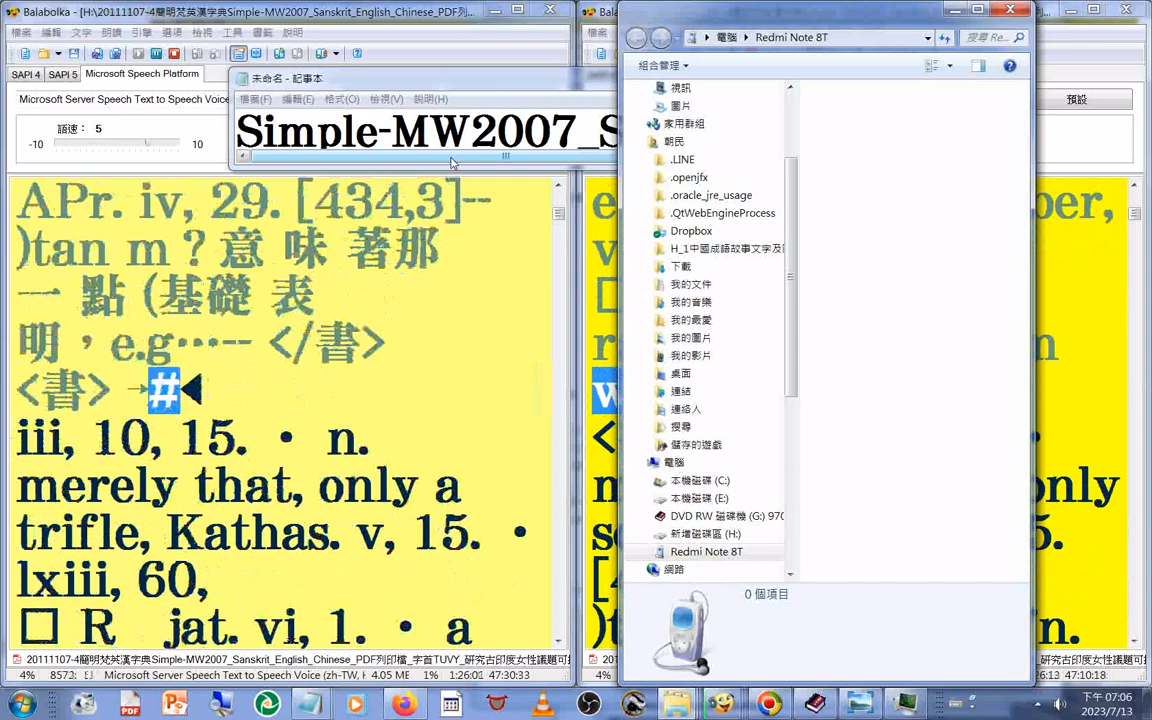 Balabolka - [H:\20111107-4簡明梵英漢字典Simple-MW2007_Sanskrit_English_Chinese_PDF列
檔案 編輯 文字 朗讀 引擎 選項 檢視 工具 書籤 說明
SAPI 4 SAPI 5 Microsoft Speech Platform
Microsoft Server Speech Text to Speech Voice
語速： 5
-10 10
未命名 - 記事本
檔案(F) 編輯(E) 格式(O) 檢視(V) 說明(H)
Simple-MW2007_S
APr. iv, 29. [434,3]--
)tan m？意 味 著那
一 點 (基礎 表
明，e.g…-- </書>
<書> →#◀
iii, 10, 15. • n.
merely that, only a
trifle, Kathas. v, 15. •
lxiii, 60,
□ R jat. vi, 1. • a
20111107-4簡明梵英漢字典Simple-MW2007_Sanskrit_English_Chinese_PDF列印檔_字首TUVY_研究古印度女性議題可
4% 8572: Microsoft Server Speech Text to Speech Voice (zh-TW, H 4.05 MB 1% 1:26:01 47:30:33
Balab
檔案
SAPI 4
電腦 Redmi Note 8T
搜尋 Re...
組合管理
視訊
圖片
家用群組
朝民
.LINE
.openjfx
.oracle_jre_usage
.QtWebEngineProcess
Dropbox
H_1中國成語故事文字及
下載
我的文件
我的音樂
我的最愛
我的圖片
我的影片
桌面
連結
連絡人
搜尋
儲存的遊戲
電腦
本機磁碟 (C:)
本機磁碟 (E:)
DVD RW 磁碟機 (G:) 970
新增磁碟區 (H:)
Redmi Note 8T
網路
0 個項目
預設
ber,
n
only
5.
n.
議題可
4% 1:26:01 47:10:18
下午 07:06
2023/7/13